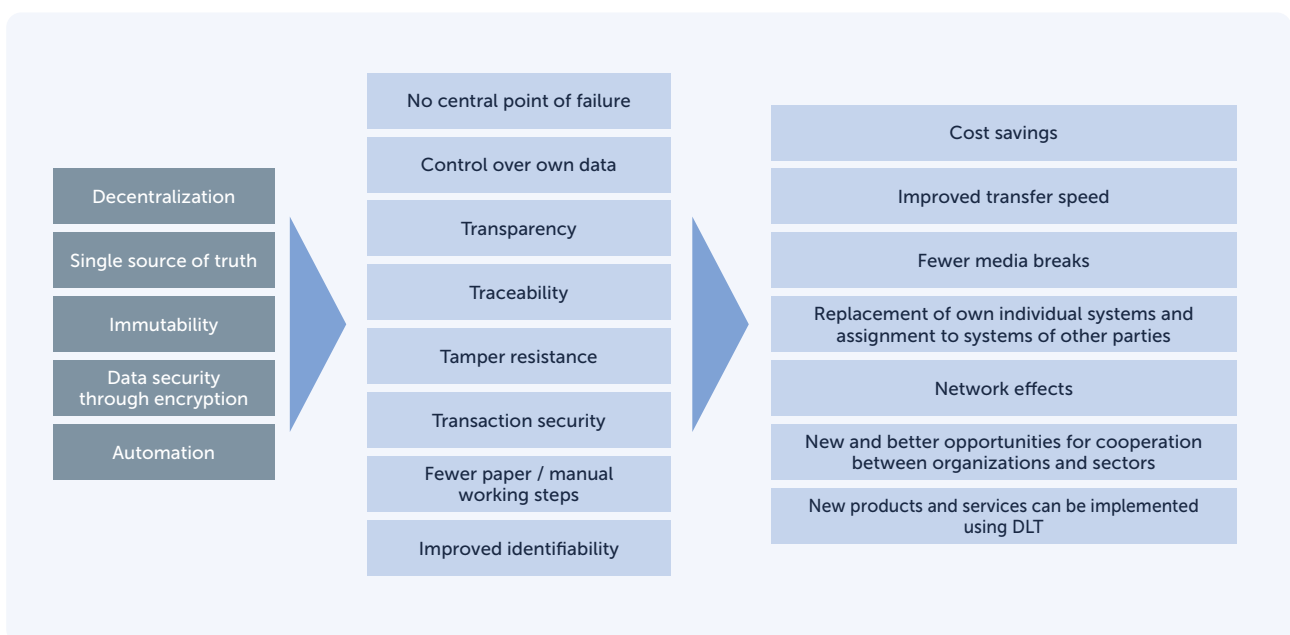 Decentralization
Single source of truth
Immutability
Data security
through encryption
Automation
No central point of failure
Control over own data
Transparency
Traceability
Tamper resistance
Transaction security
Fewer paper / manual
working steps
Improved identifiability
Cost savings
Improved transfer speed
Fewer media breaks
Replacement of own individual systems and
assignment to systems of other parties
Network effects
New and better opportunities for cooperation
between organizations and sectors
New products and services can be implemented
using DLT